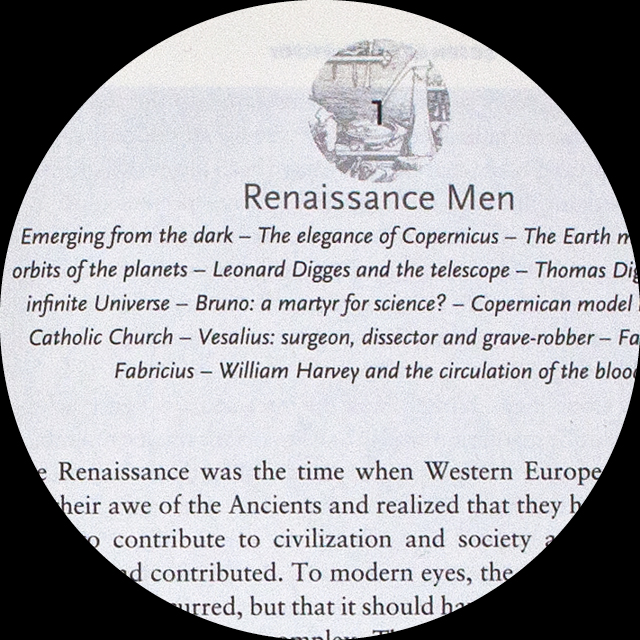 1
Renaissance Men
Emerging from the dark – The elegance of Copernicus – The Earth
orbits of the planets – Leonard Digges and the telescope – Thomas
infinite Universe – Bruno: a martyr for science? – Copernican model
Catholic Church – Vesalius: surgeon, dissector and grave-robber –
Fabricius – William Harvey and the circulation of the
Renaissance was the time when Western
awe of the Ancients and realized that they
contribute to civilization and society
contributed. To modern eyes, the
but that it should